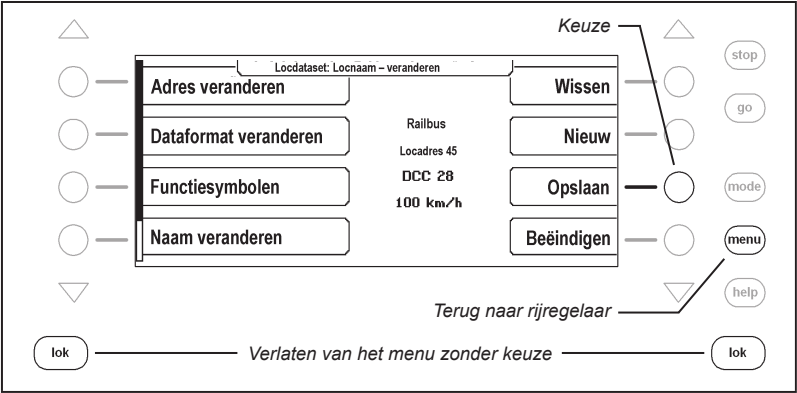 Keuze
stop
Locdataset: Locnaam – veranderen
Adres veranderen
Wissen
go
Railbus
Dataformat veranderen
Nieuw
Locadres 45
DCC 28
Functiesymbolen
Opslaan
mode
100 km/h
Naam veranderen
Beëindigen
menu
help
Terug naar rijregelaar
lok
Verlaten van het menu zonder keuze
lok